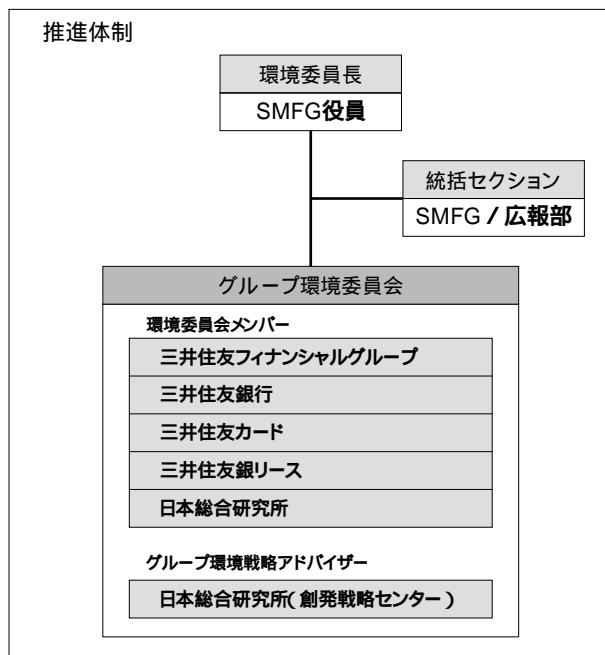 推進体制
環境委員長
SMFG役員
統括セクション
SMFG / 広報部
グループ環境委員会
環境委員会メンバー
三井住友フィナンシャルグループ
三井住友銀行
三井住友カード
三井住友銀リース
日本総合研究所
グループ環境戦略アドバイザー
日本総合研究所(創発戦略センター)